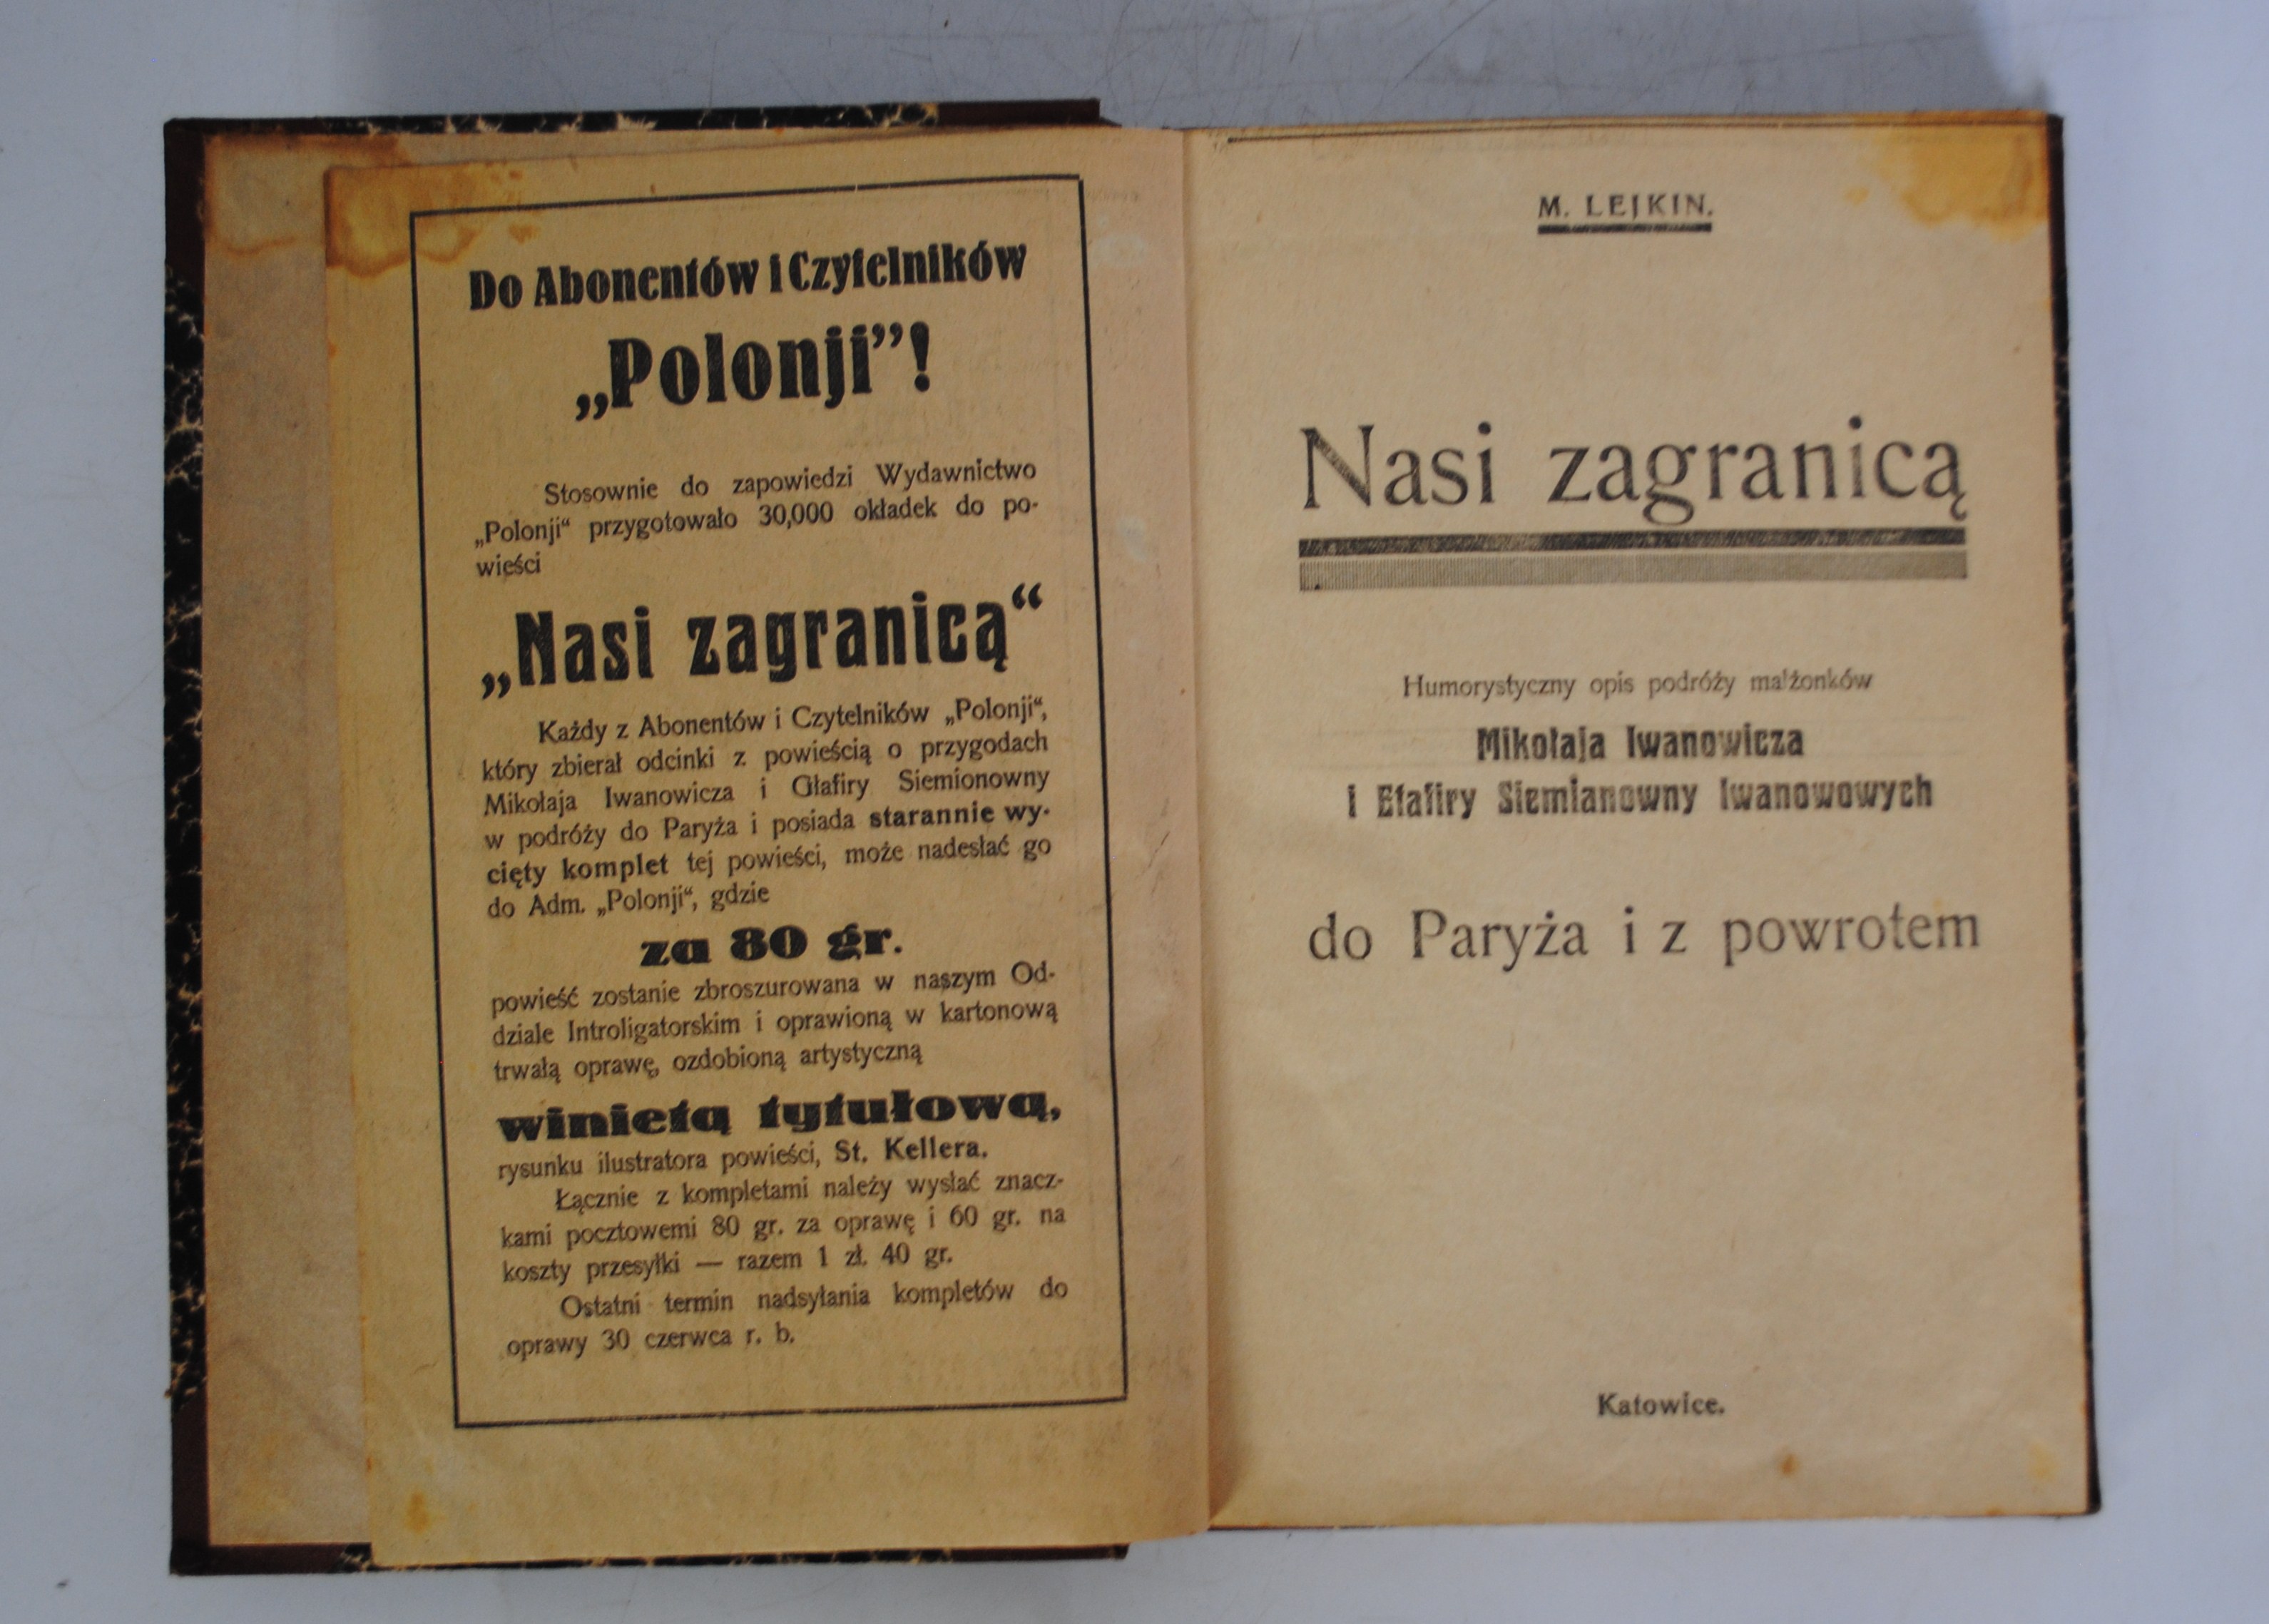 Do Abonentów i Czytelników
„Polonji”!
Stosownie do zapowiedzi Wydawnictwo
„Polonji“ przygotowało 30,000 okładek do po-
wieści
„Nasi zagranicą“
Każdy z Abonentów i Czytelników „Polonji“,
który zbierał odcinki z powieścią o przygodach
Mikołaja Iwanowicza i Głafiry Siemionowny
w podróży do Paryża i posiada starannie wy-
cięty komplet tej powieści, może nadesłać go
do Adm. „Polonji“, gdzie
za 80 gr.
powieść zostanie zbroszurowana w naszym Od-
dziale Introligatorskim i oprawioną w kartonową
trwałą oprawę, ozdobioną artystyczną
winietą tytułową,
rysunku ilustratora powieści, St. Kellera.
Łącznie z kompletami należy wysłać znacz-
kami pocztowemi 80 gr. za oprawę i 60 gr. na
koszty przesyłki — razem 1 zł. 40 gr.
Ostatni termin nadsyłania kompletów do
oprawy 30 czerwca r. b.
M. LEJKIN.
Nasi zagranicą
Humorystyczny opis podróży małżonków
Mikołaja Iwanowicza
i Głafiry Siemianowny Iwanowowych
do Paryża i z powrotem
Katowice.